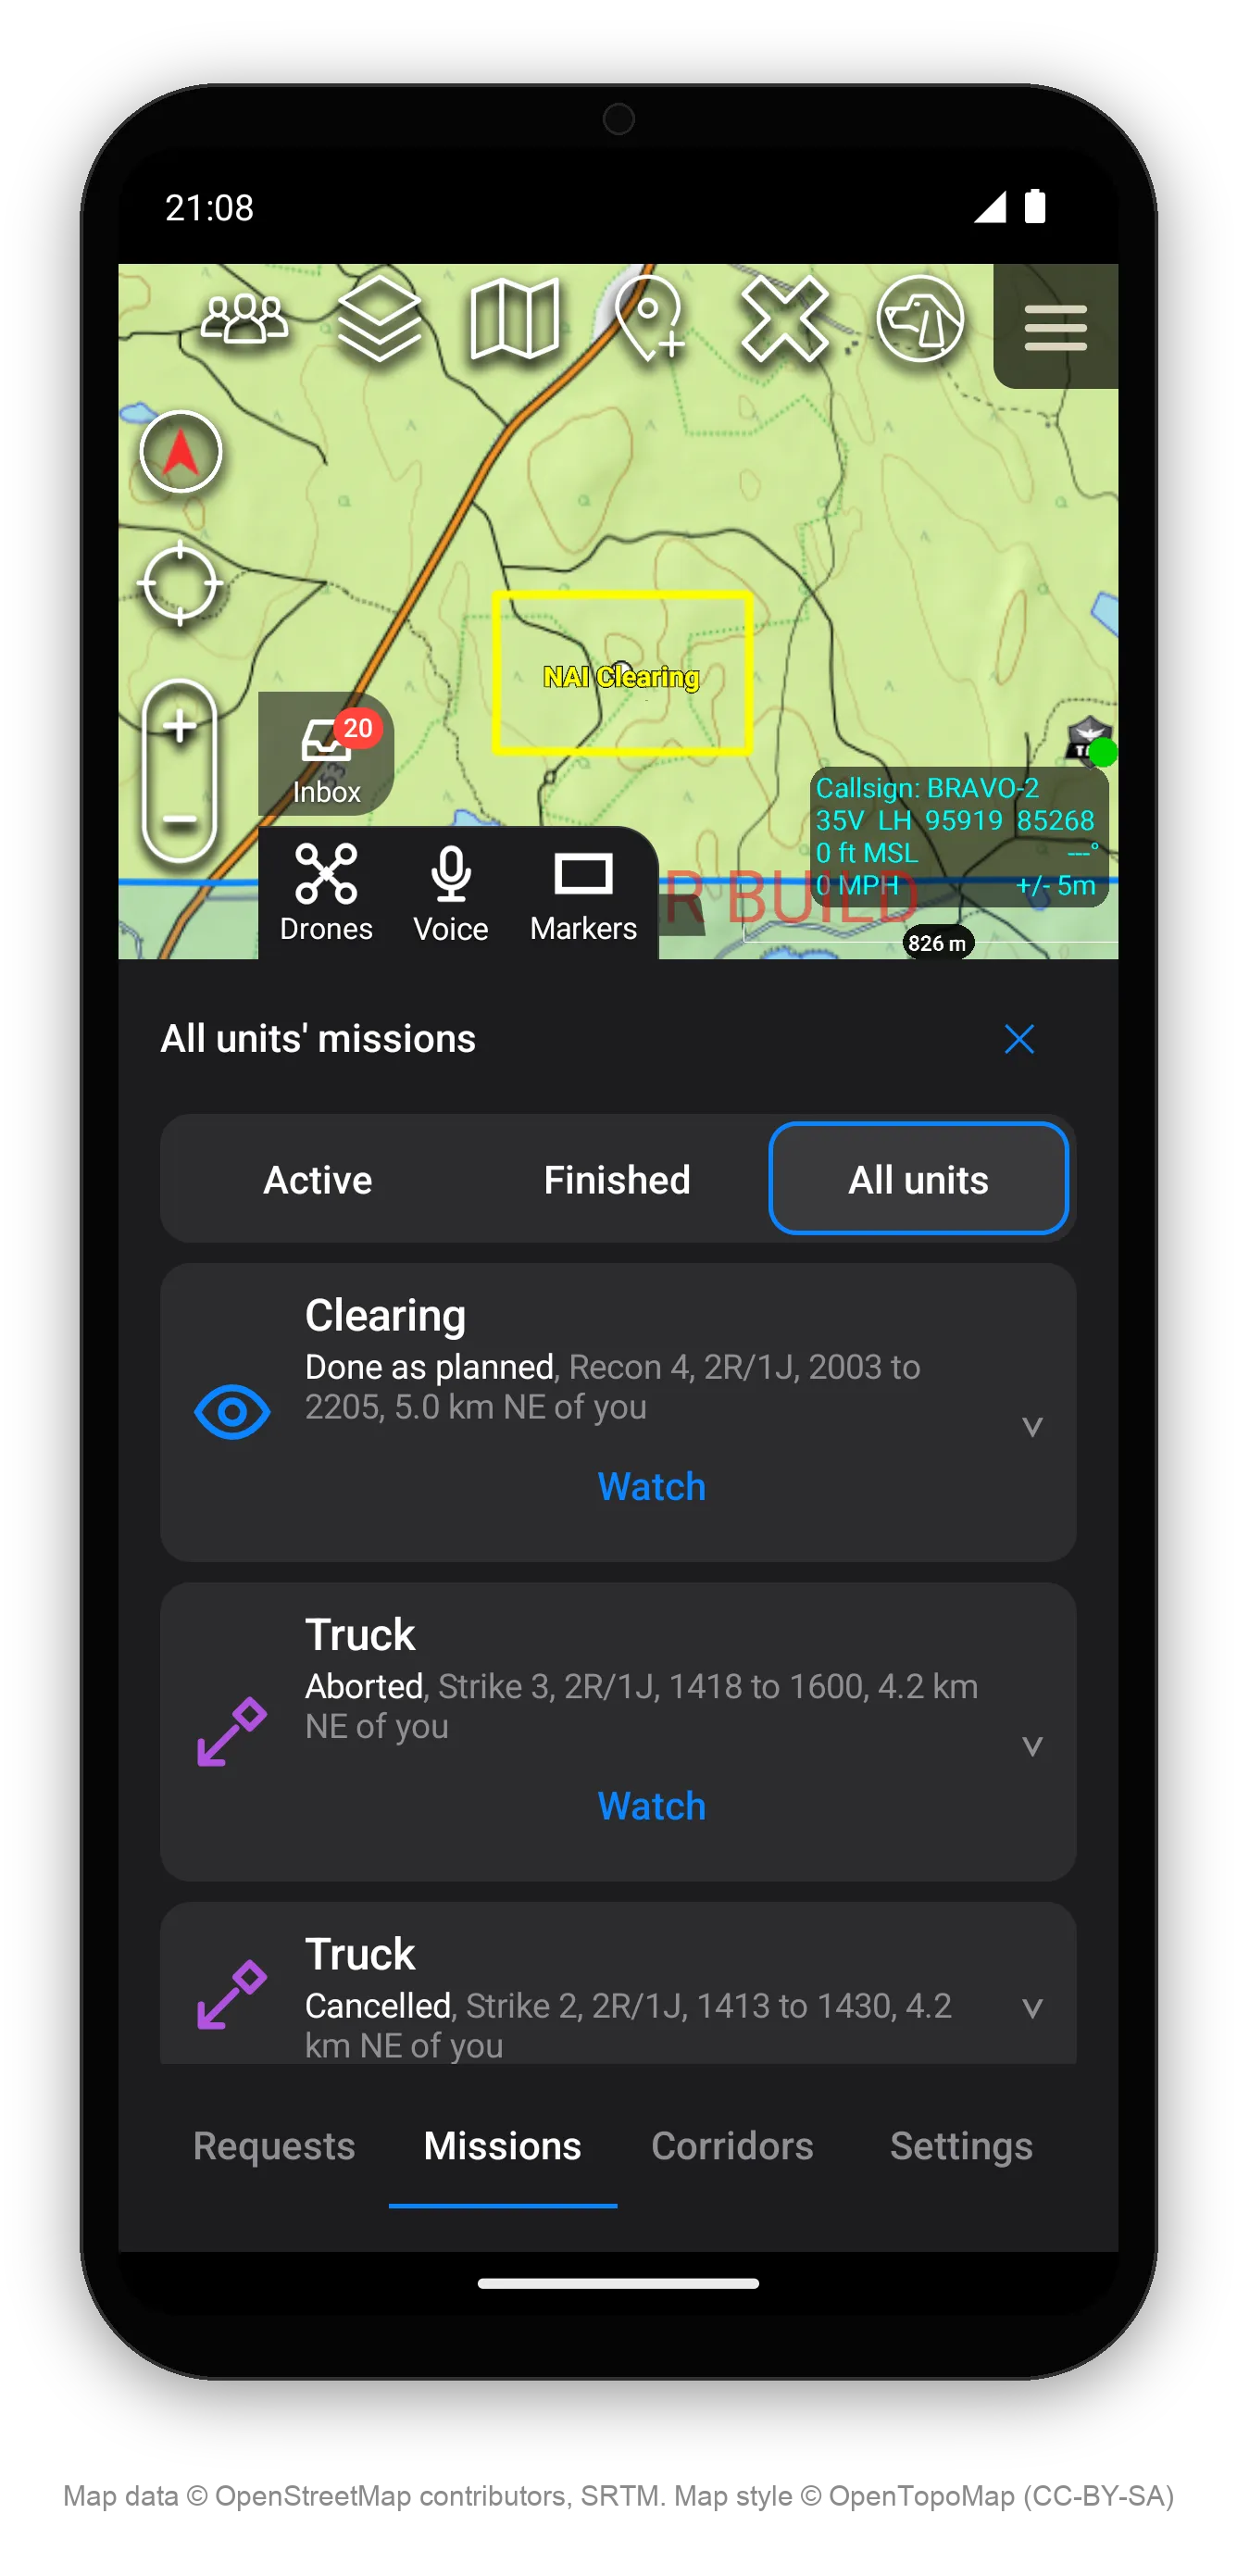 21:08
NAI Clearing
20
Inbox
Callsign: BRAVO-2
35V LH 95919 85268
0 ft MSL ---°
0 MPH +/- 5m
R BUILD
Drones Voice Markers
826 m
All units' missions
Active Finished All units
Clearing
Done as planned, Recon 4, 2R/1J, 2003 to
2205, 5.0 km NE of you
Watch
Truck
Aborted, Strike 3, 2R/1J, 1418 to 1600, 4.2 km
NE of you
Watch
Truck
Cancelled, Strike 2, 2R/1J, 1413 to 1430, 4.2
km NE of you
Requests Missions Corridors Settings
Map data © OpenStreetMap contributors, SRTM. Map style © OpenTopoMap (CC-BY-SA)